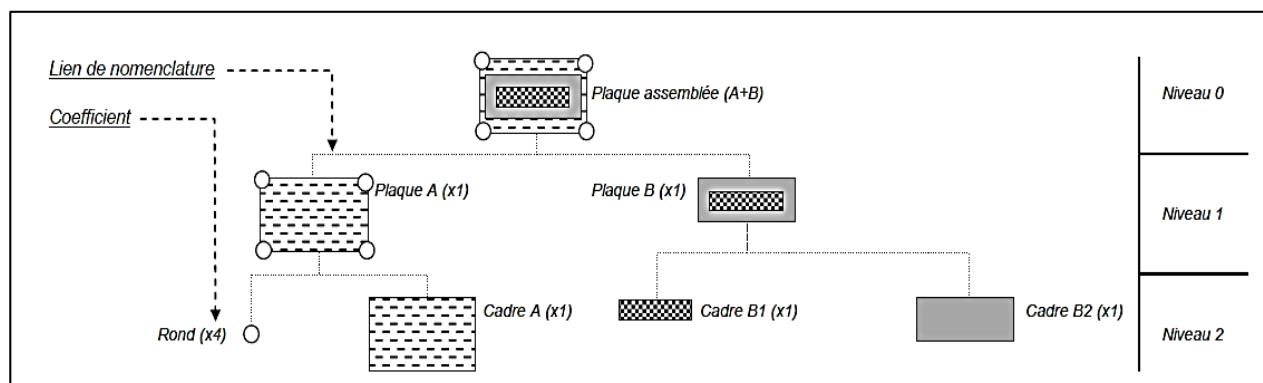 Lien de nomenclature
Coefficient
Plaque assemblée (A+B)
Niveau 0
Plaque A (x1)
Plaque B (x1)
Niveau 1
Rond (x4)
Cadre A (x1)
Cadre B1 (x1)
Cadre B2 (x1)
Niveau 2